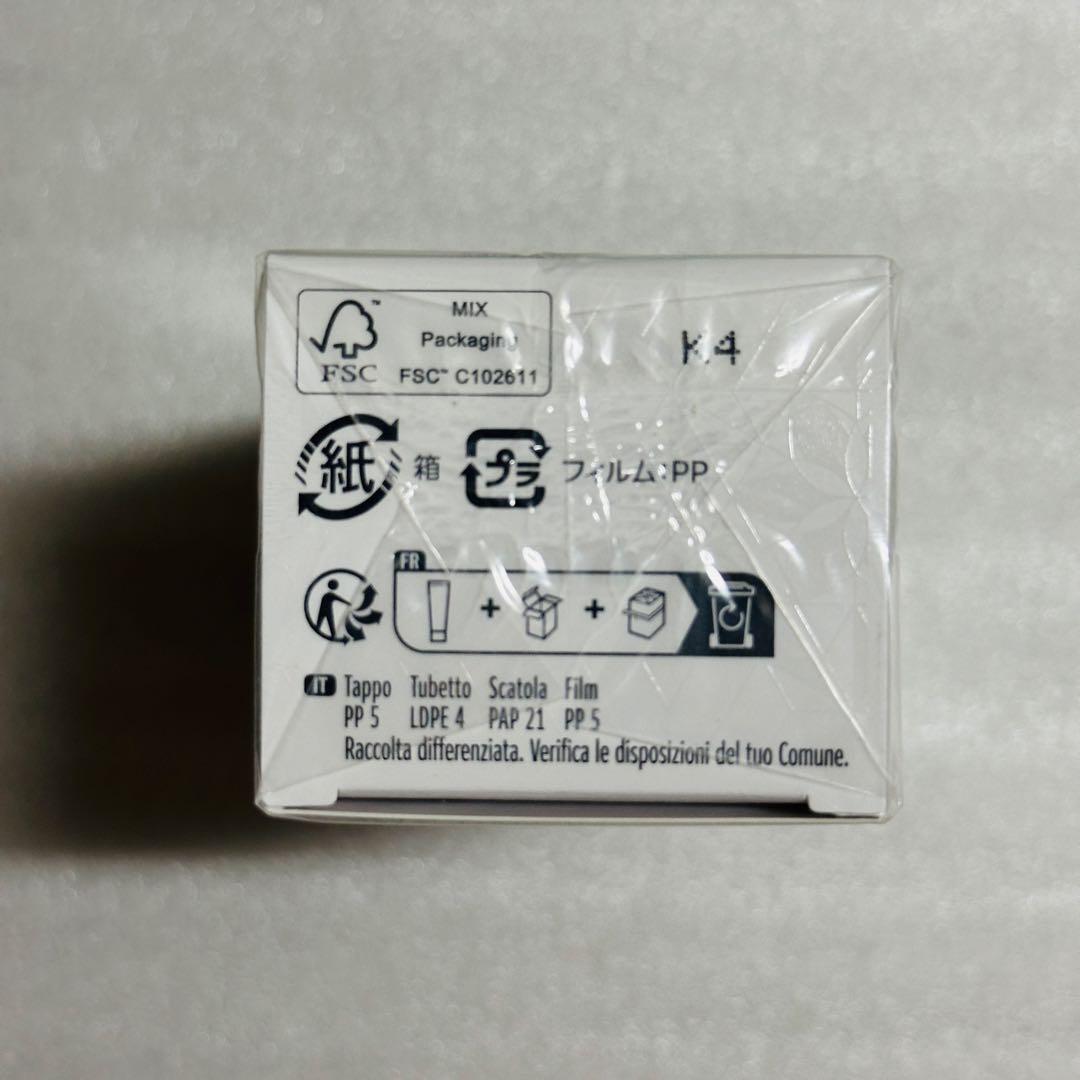 MIX
Packaging
FSC™ C102611
™
FSC
K4
紙 箱 プラ フィルム:PP
FR
+ +
IT Tappo Tubetto Scatola Film
PP 5 LDPE 4 PAP 21 PP 5
Raccolta differenziata. Verifica le disposizioni del tuo Comune.